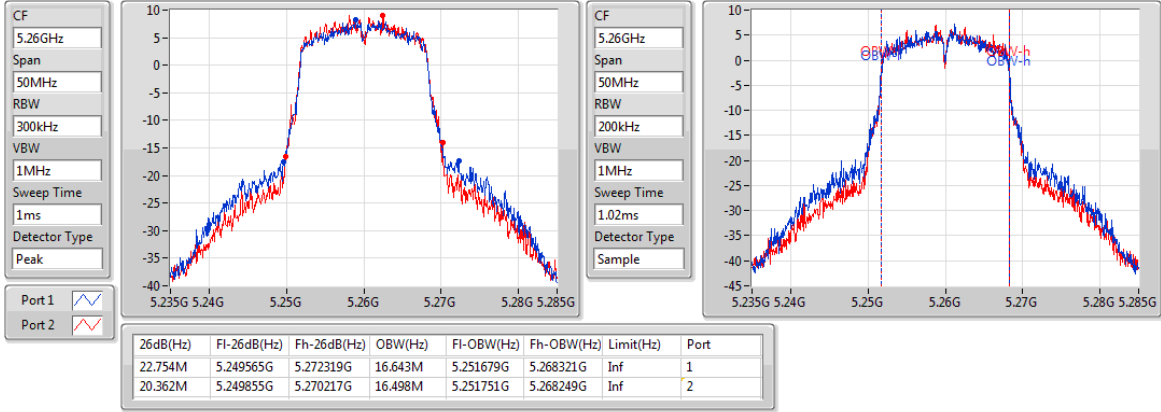 CF
5.26GHz
Span
50MHz
RBW
300kHz
VBW
1MHz
Sweep Time
1ms
Detector Type
Peak
10
5
0
-5
-10
-15
-20
-25
-30
-35
-40
5.235G 5.24G 5.25G 5.26G 5.27G 5.28G 5.285G
CF
5.26GHz
Span
50MHz
RBW
200kHz
VBW
1MHz
Sweep Time
1.02ms
Detector Type
Sample
10
5
0
-5
-10
-15
-20
-25
-30
-35
-40
-45
OBW-h
OBW-h
5.235G 5.24G 5.25G 5.26G 5.27G 5.28G 5.285G
Port 1
Port 2
26dB(Hz) Fl-26dB(Hz) Fh-26dB(Hz) OBW(Hz) Fl-OBW(Hz) Fh-OBW(Hz) Limit(Hz) Port
22.754M 5.249565G 5.272319G 16.643M 5.251679G 5.268321G Inf 1
20.362M 5.249855G 5.270217G 16.498M 5.251751G 5.268249G Inf 2